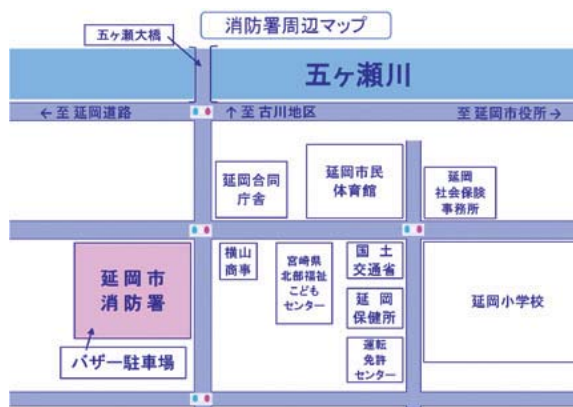 消防署周辺マップ
五ヶ瀬大橋
五ヶ瀬川
←至 延岡道路
↑至 古川地区
至 延岡市役所→
延岡合同
庁舎
延岡市民
体育館
延岡
社会保険
事務所
延岡市
消防署
バザー駐車場
横山
商事
宮崎県
北部福祉
こども
センター
国土
交通省
延岡
保健所
運転
免許
センター
延岡小学校